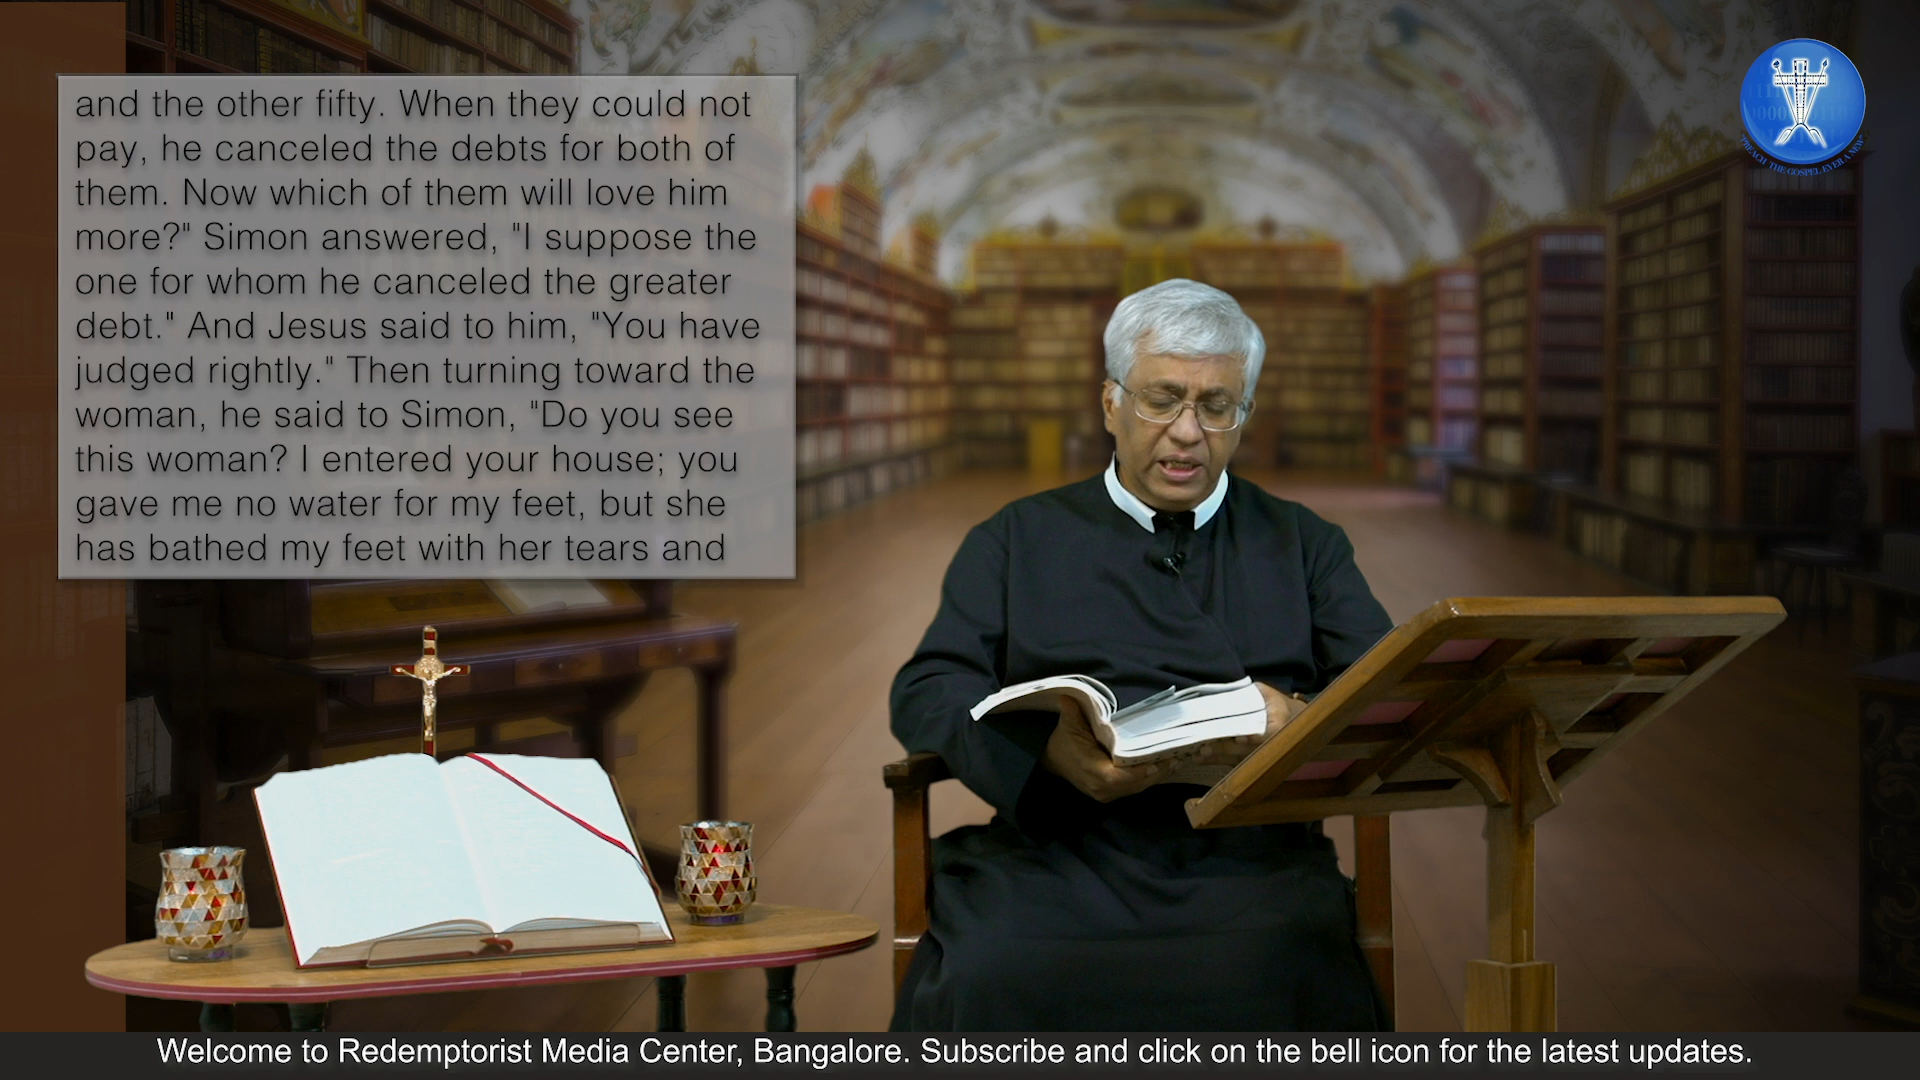 and the other fifty. When they could not
pay, he canceled the debts for both of
them. Now which of them will love him
more?" Simon answered, "I suppose the
one for whom he canceled the greater
debt." And Jesus said to him, "You have
judged rightly." Then turning toward the
woman, he said to Simon, "Do you see
this woman? I entered your house; you
gave me no water for my feet, but she
has bathed my feet with her tears and
PREACH THE GOSPEL EVER A NEW
Welcome to Redemptorist Media Center, Bangalore. Subscribe and click on the bell icon for the latest updates.